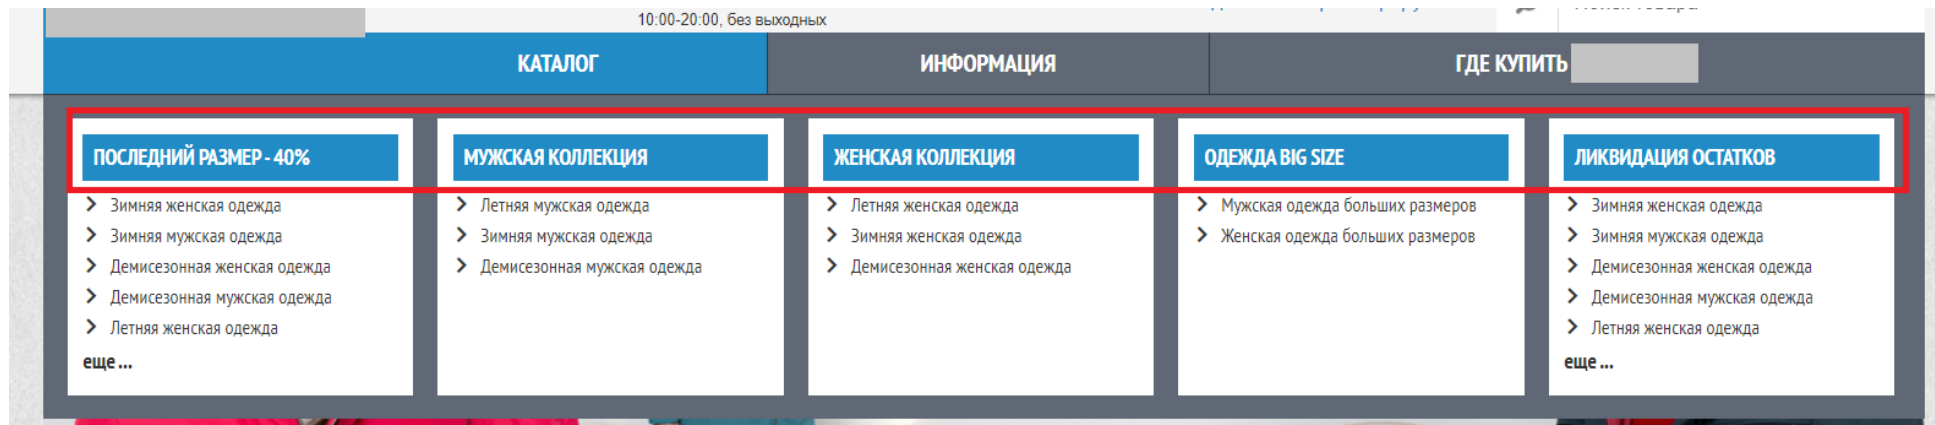 10:00-20:00, без выходных
КАТАЛОГ
ИНФОРМАЦИЯ
ГДЕ КУПИТЬ
ПОСЛЕДНИЙ РАЗМЕР - 40%
Зимняя женская одежда
Зимняя мужская одежда
Демисезонная женская одежда
Демисезонная мужская одежда
Летняя женская одежда
еще ...
МУЖСКАЯ КОЛЛЕКЦИЯ
Летняя мужская одежда
Зимняя мужская одежда
Демисезонная мужская одежда
ЖЕНСКАЯ КОЛЛЕКЦИЯ
Летняя женская одежда
Зимняя женская одежда
Демисезонная женская одежда
ОДЕЖДА BIG SIZE
Мужская одежда больших размеров
Женская одежда больших размеров
ЛИКВИДАЦИЯ ОСТАТКОВ
Зимняя женская одежда
Зимняя мужская одежда
Демисезонная женская одежда
Демисезонная мужская одежда
Летняя женская одежда
еще ...